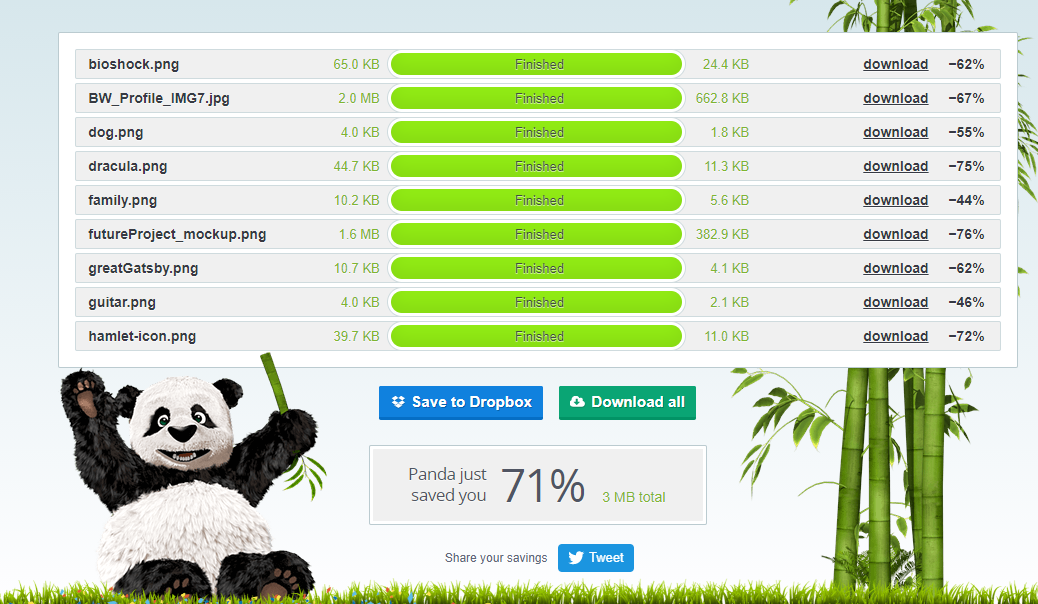 bioshock.png 65.0 KB Finished 24.4 KB download −62%
BW_Profile_IMG7.jpg 2.0 MB Finished 662.8 KB download −67%
dog.png 4.0 KB Finished 1.8 KB download −55%
dracula.png 44.7 KB Finished 11.3 KB download −75%
family.png 10.2 KB Finished 5.6 KB download −44%
futureProject_mockup.png 1.6 MB Finished 382.9 KB download −76%
greatGatsby.png 10.7 KB Finished 4.1 KB download −62%
guitar.png 4.0 KB Finished 2.1 KB download −46%
hamlet-icon.png 39.7 KB Finished 11.0 KB download −72%
Save to Dropbox Download all
Panda just
saved you 71% 3 MB total
Share your savings Tweet